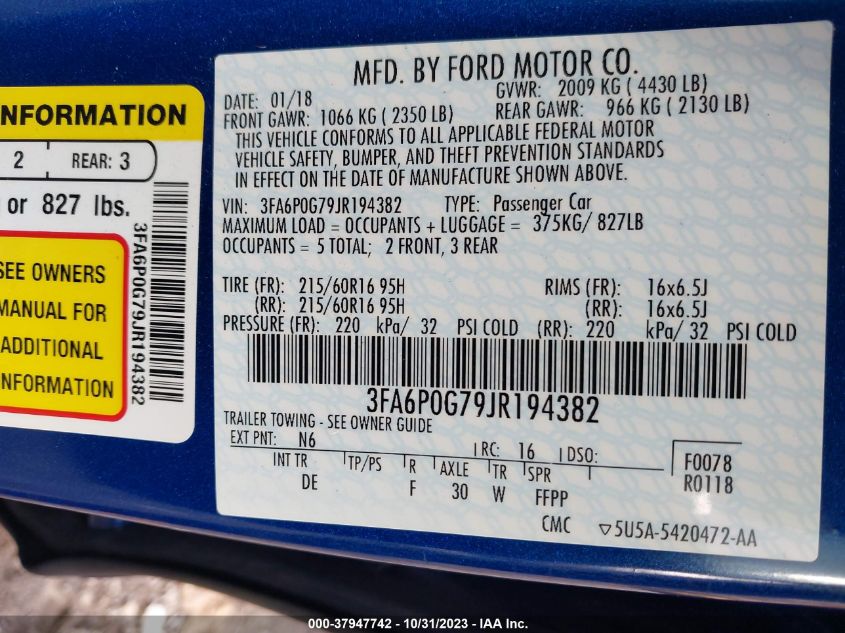 NFORMATION
2 REAR: 3
or 827 lbs.
SEE OWNERS
MANUAL FOR
ADDITIONAL
INFORMATION
3FA6P0G79JR194382
MFD. BY FORD MOTOR CO.
DATE: 01/18 GVWR: 2009 KG ( 4430 LB)
FRONT GAWR: 1066 KG ( 2350 LB) REAR GAWR: 966 KG ( 2130 LB)
THIS VEHICLE CONFORMS TO ALL APPLICABLE FEDERAL MOTOR
VEHICLE SAFETY, BUMPER, AND THEFT PREVENTION STANDARDS
IN EFFECT ON THE DATE OF MANUFACTURE SHOWN ABOVE.
VIN: 3FA6P0G79JR194382 TYPE: Passenger Car
MAXIMUM LOAD = OCCUPANTS + LUGGAGE = 375KG/ 827LB
OCCUPANTS = 5 TOTAL; 2 FRONT, 3 REAR
TIRE (FR): 215/60R16 95H RIMS (FR): 16x6.5J
(RR): 215/60R16 95H (RR): 16x6.5J
PRESSURE (FR): 220 kPa/ 32 PSI COLD (RR): 220 kPa/ 32 PSI COLD
3FA6P0G79JR194382
TRAILER TOWING - SEE OWNER GUIDE
EXT PNT: N6 RC: 16 DSO: F0078
INT TR TP/PS R AXLE TR SPR R0118
DE F 30 W FFPP
CMC ▽5U5A-5420472-AA
000-37947742 - 10/31/2023 - IAA Inc.